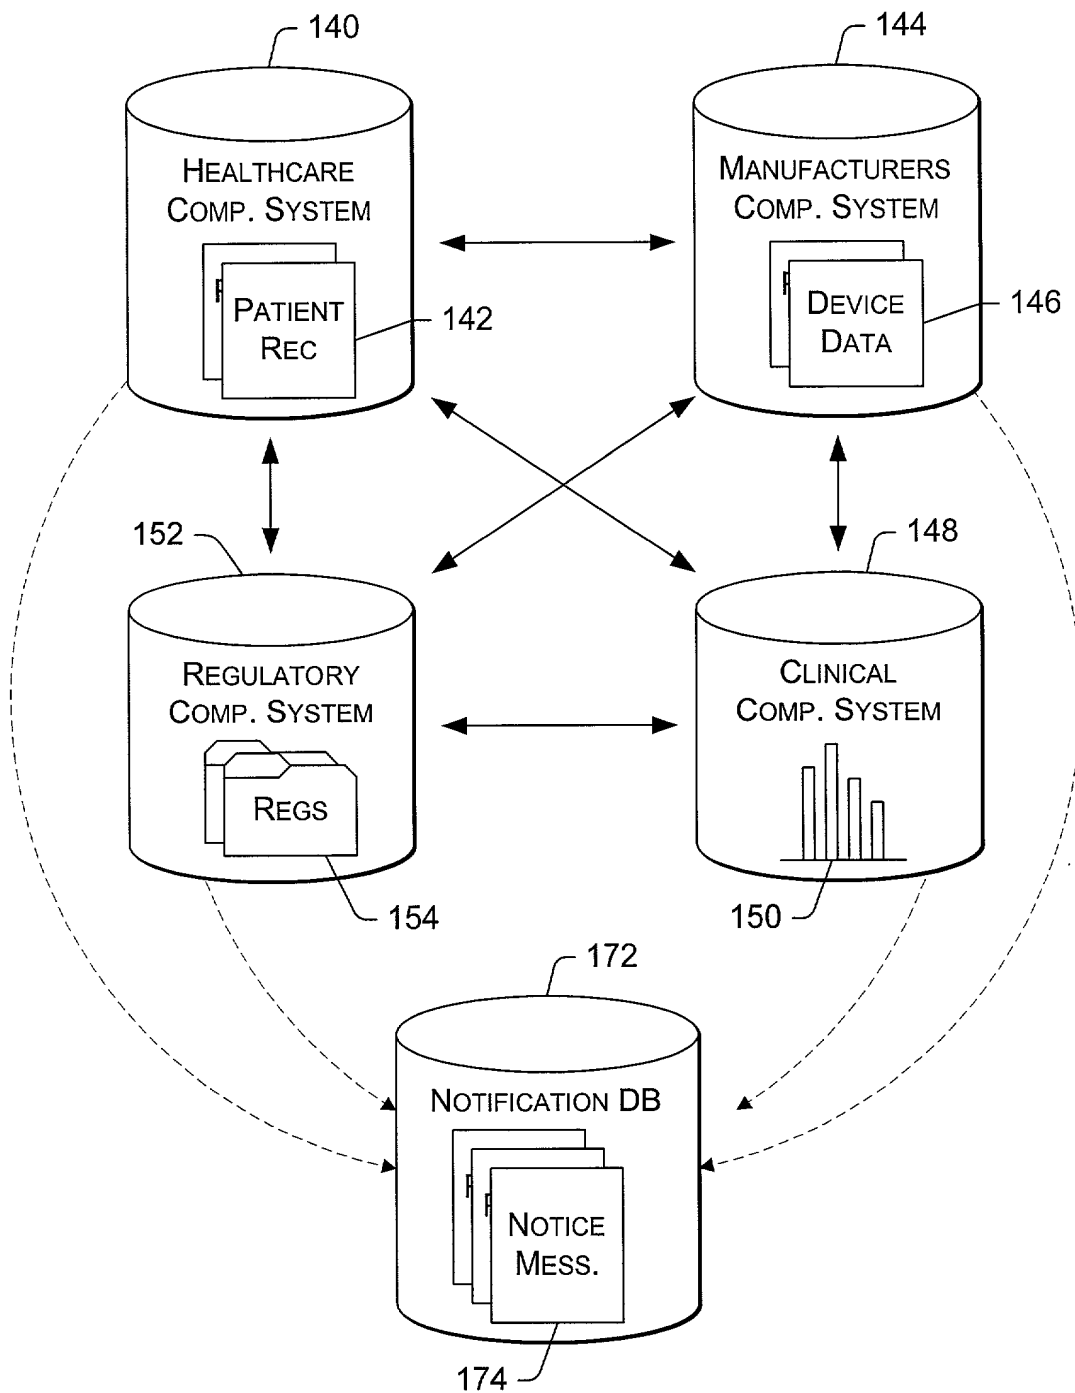 140
144
HEALTHCARE
COMP. SYSTEM
PATIENT
REC
142
MANUFACTURERS
COMP. SYSTEM
DEVICE
DATA
146
152
148
REGULATORY
COMP. SYSTEM
REGS
154
CLINICAL
COMP. SYSTEM
150
172
NOTIFICATION DB
NOTICE
MESS.
174